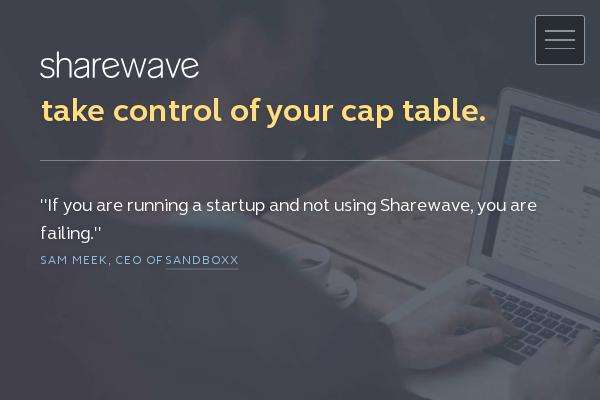 sharewave
take control of your cap table.
"If you are running a startup and not using Sharewave, you are
failing."
SAM MEEK, CEO OF SANDBOXX